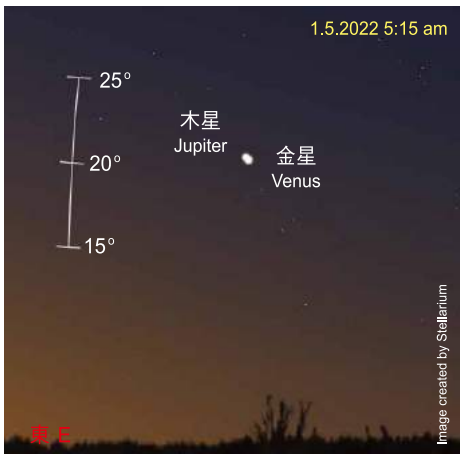 1.5.2022 5:15 am
25°
木星
Jupiter
金星
Venus
20°
15°
東 E
Image created by Stellarium